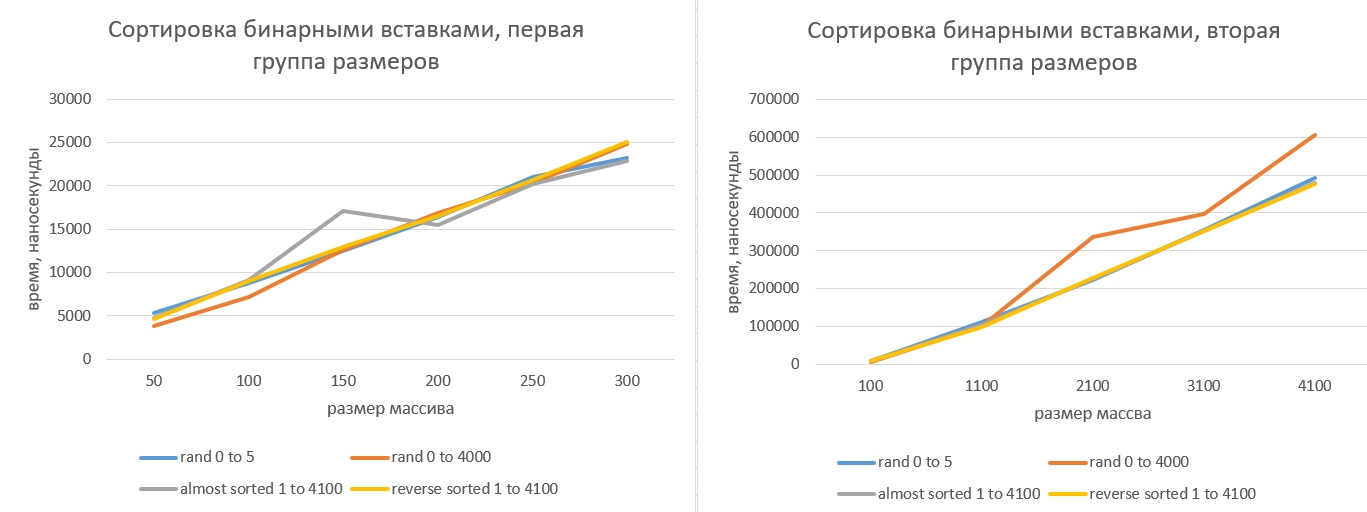 Сортировка бинарными вставками, первая
группа размеров
время, наносекунды
30000
25000
20000
15000
10000
5000
0
50 100 150 200 250 300
размер массива
rand 0 to 5 rand 0 to 4000
almost sorted 1 to 4100 reverse sorted 1 to 4100
Сортировка бинарными вставками, вторая
группа размеров
время, наносекунды
700000
600000
500000
400000
300000
200000
100000
0
100 1100 2100 3100 4100
размер массва
rand 0 to 5 rand 0 to 4000
almost sorted 1 to 4100 reverse sorted 1 to 4100